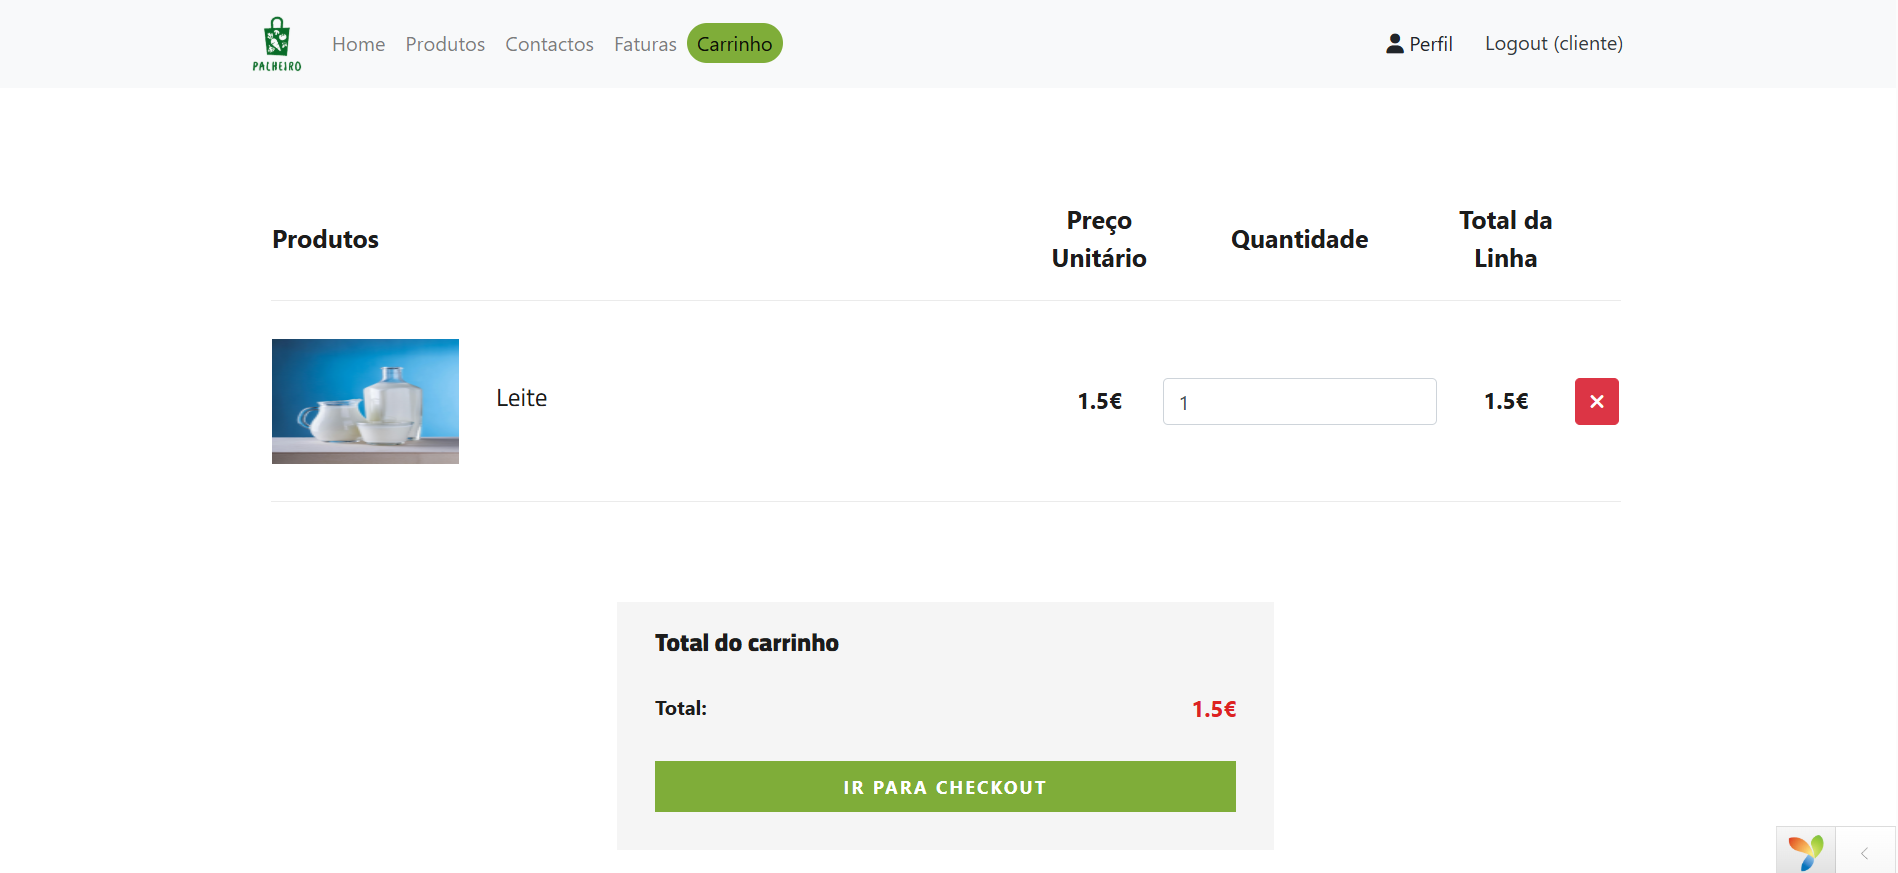 PALHEIRO
Home Produtos Contactos Faturas Carrinho Perfil Logout (cliente)
Produtos Preço Unitário Quantidade Total da Linha
Leite 1.5€ 1 1.5€
Total do carrinho
Total: 1.5€
IR PARA CHECKOUT